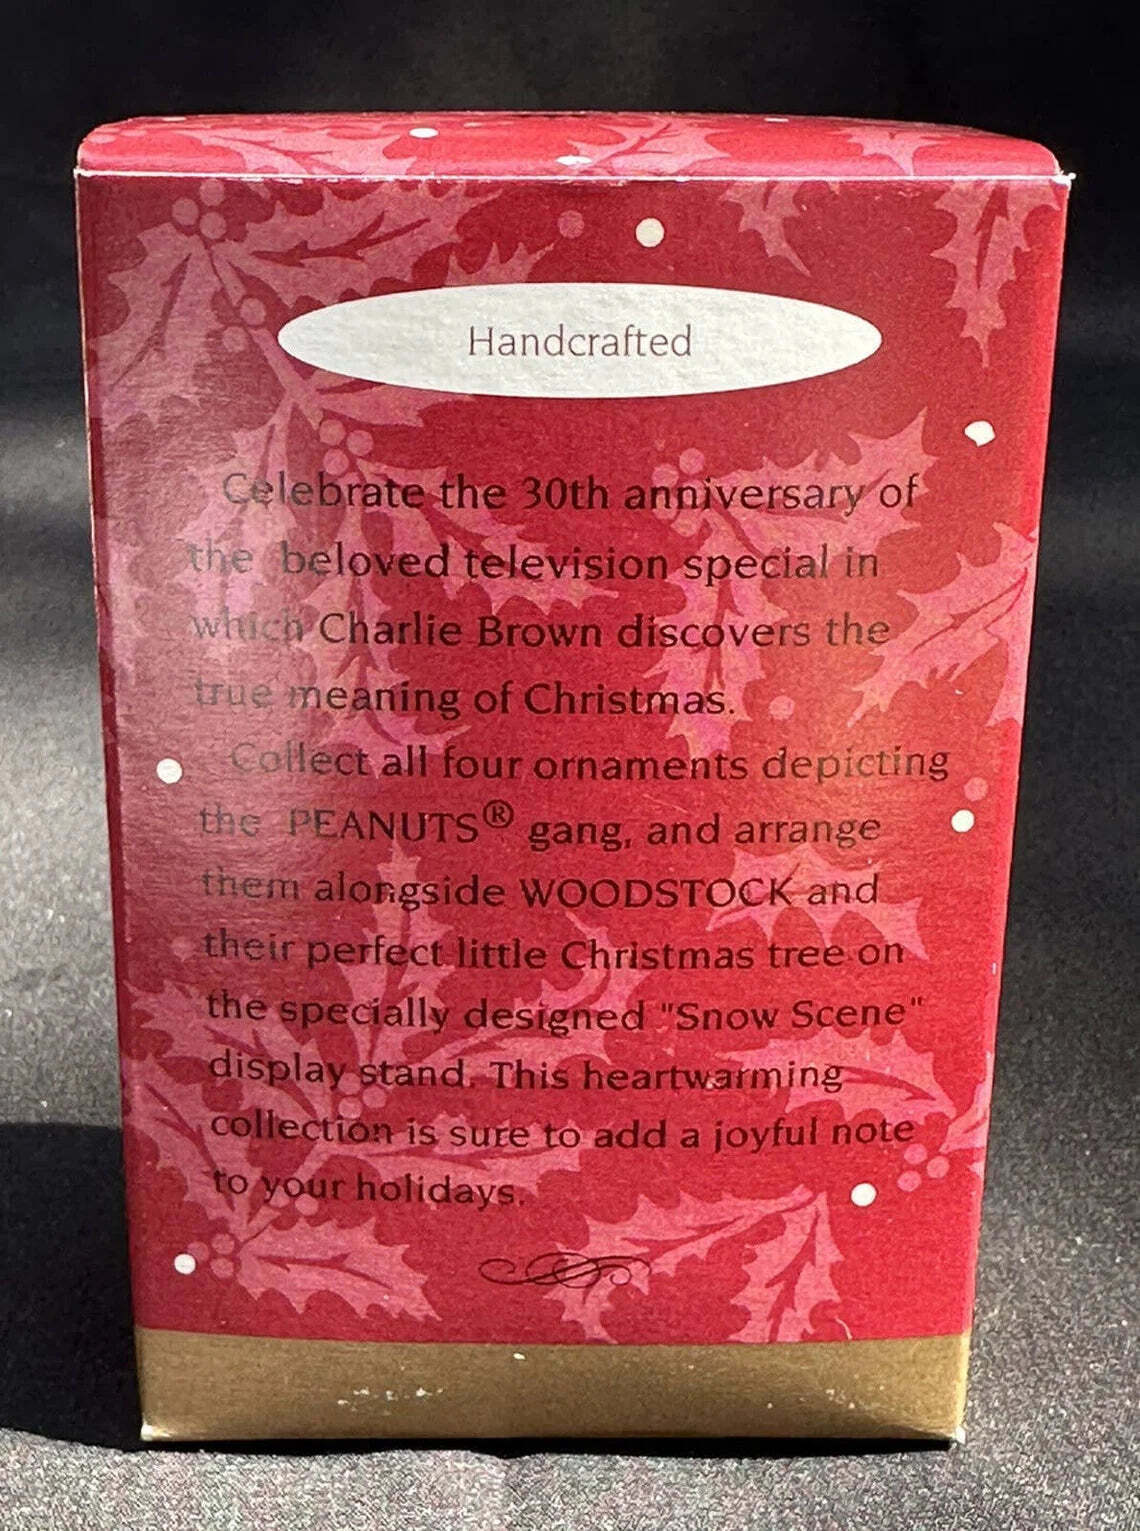 Handcrafted
Celebrate the 30th anniversary of
the beloved television special in
which Charlie Brown discovers the
true meaning of Christmas.
Collect all four ornaments depicting
the PEANUTS® gang, and arrange
them alongside WOODSTOCK and
their perfect little Christmas tree on
the specially designed "Snow Scene"
display stand. This heartwarming
collection is sure to add a joyful note
to your holidays.